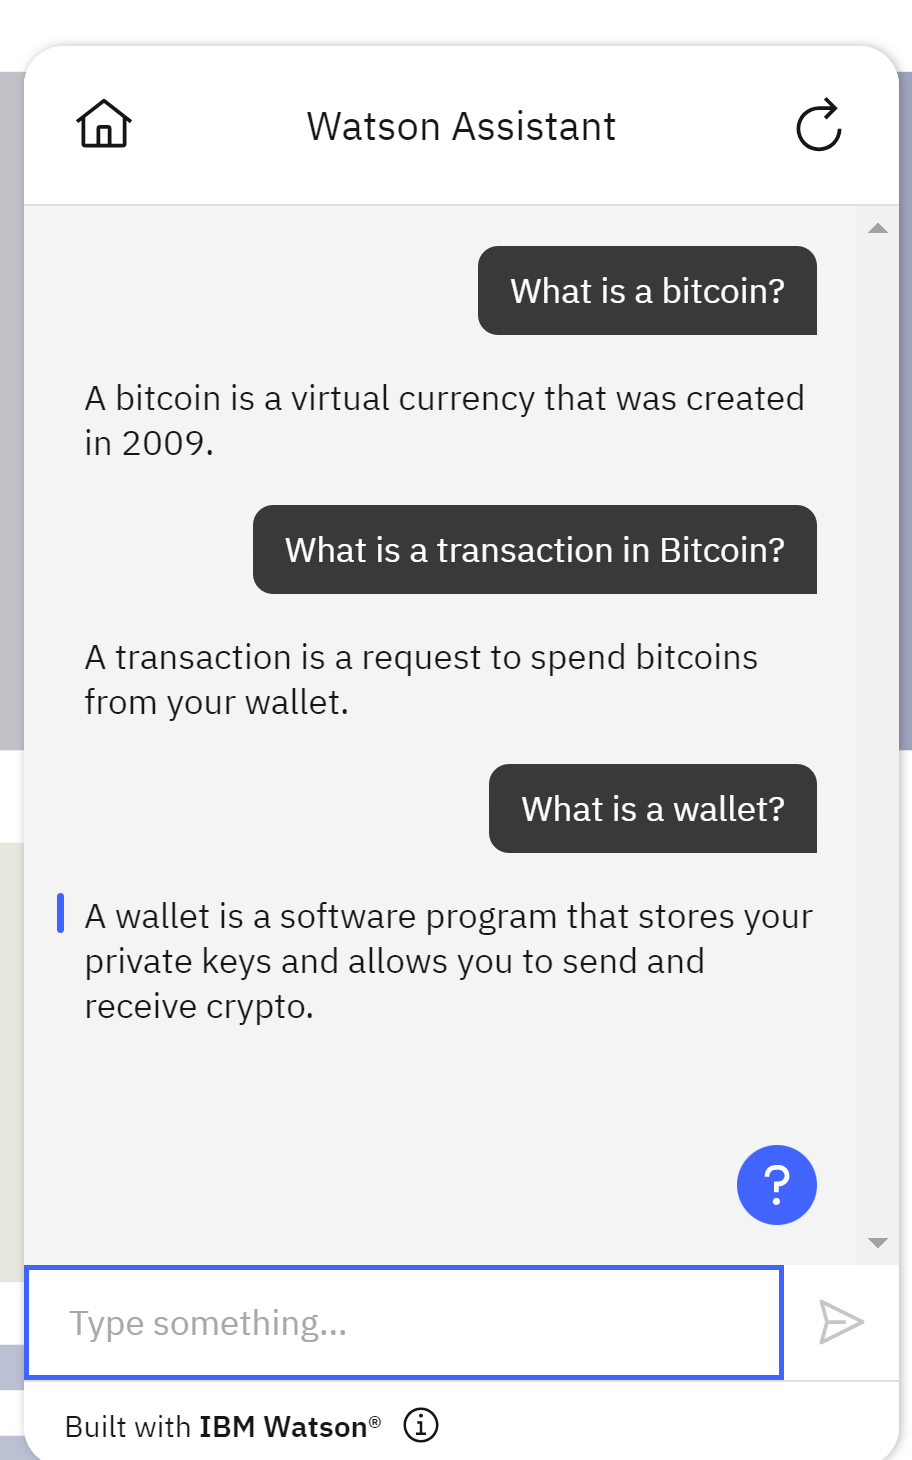 Watson Assistant
What is a bitcoin?
A bitcoin is a virtual currency that was created
in 2009.
What is a transaction in Bitcoin?
A transaction is a request to spend bitcoins
from your wallet.
What is a wallet?
A wallet is a software program that stores your
private keys and allows you to send and
receive crypto.
?
Type something...
Built with IBM Watson®